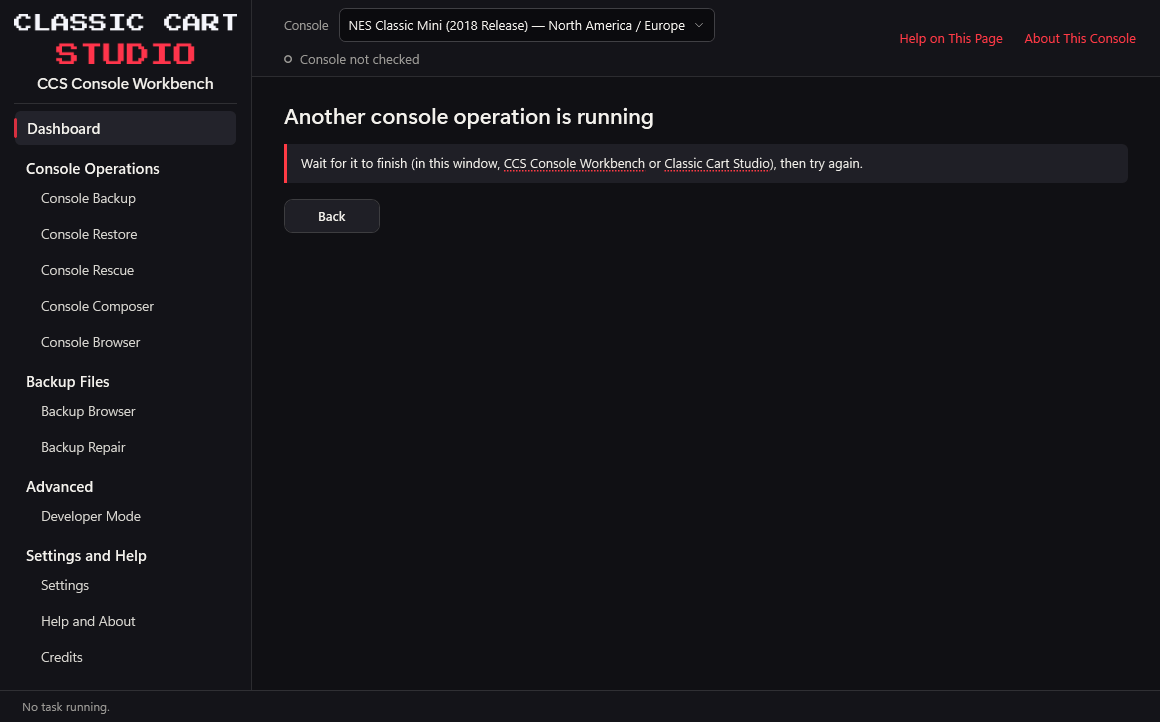 CLASSIC CART
STUDIO
CCS Console Workbench
Dashboard
Console Operations
Console Backup
Console Restore
Console Rescue
Console Composer
Console Browser
Backup Files
Backup Browser
Backup Repair
Advanced
Developer Mode
Settings and Help
Settings
Help and About
Credits
Console
NES Classic Mini (2018 Release) — North America / Europe
Console not checked
Help on This Page
About This Console
Another console operation is running
Wait for it to finish (in this window, CCS Console Workbench or Classic Cart Studio), then try again.
Back
No task running.